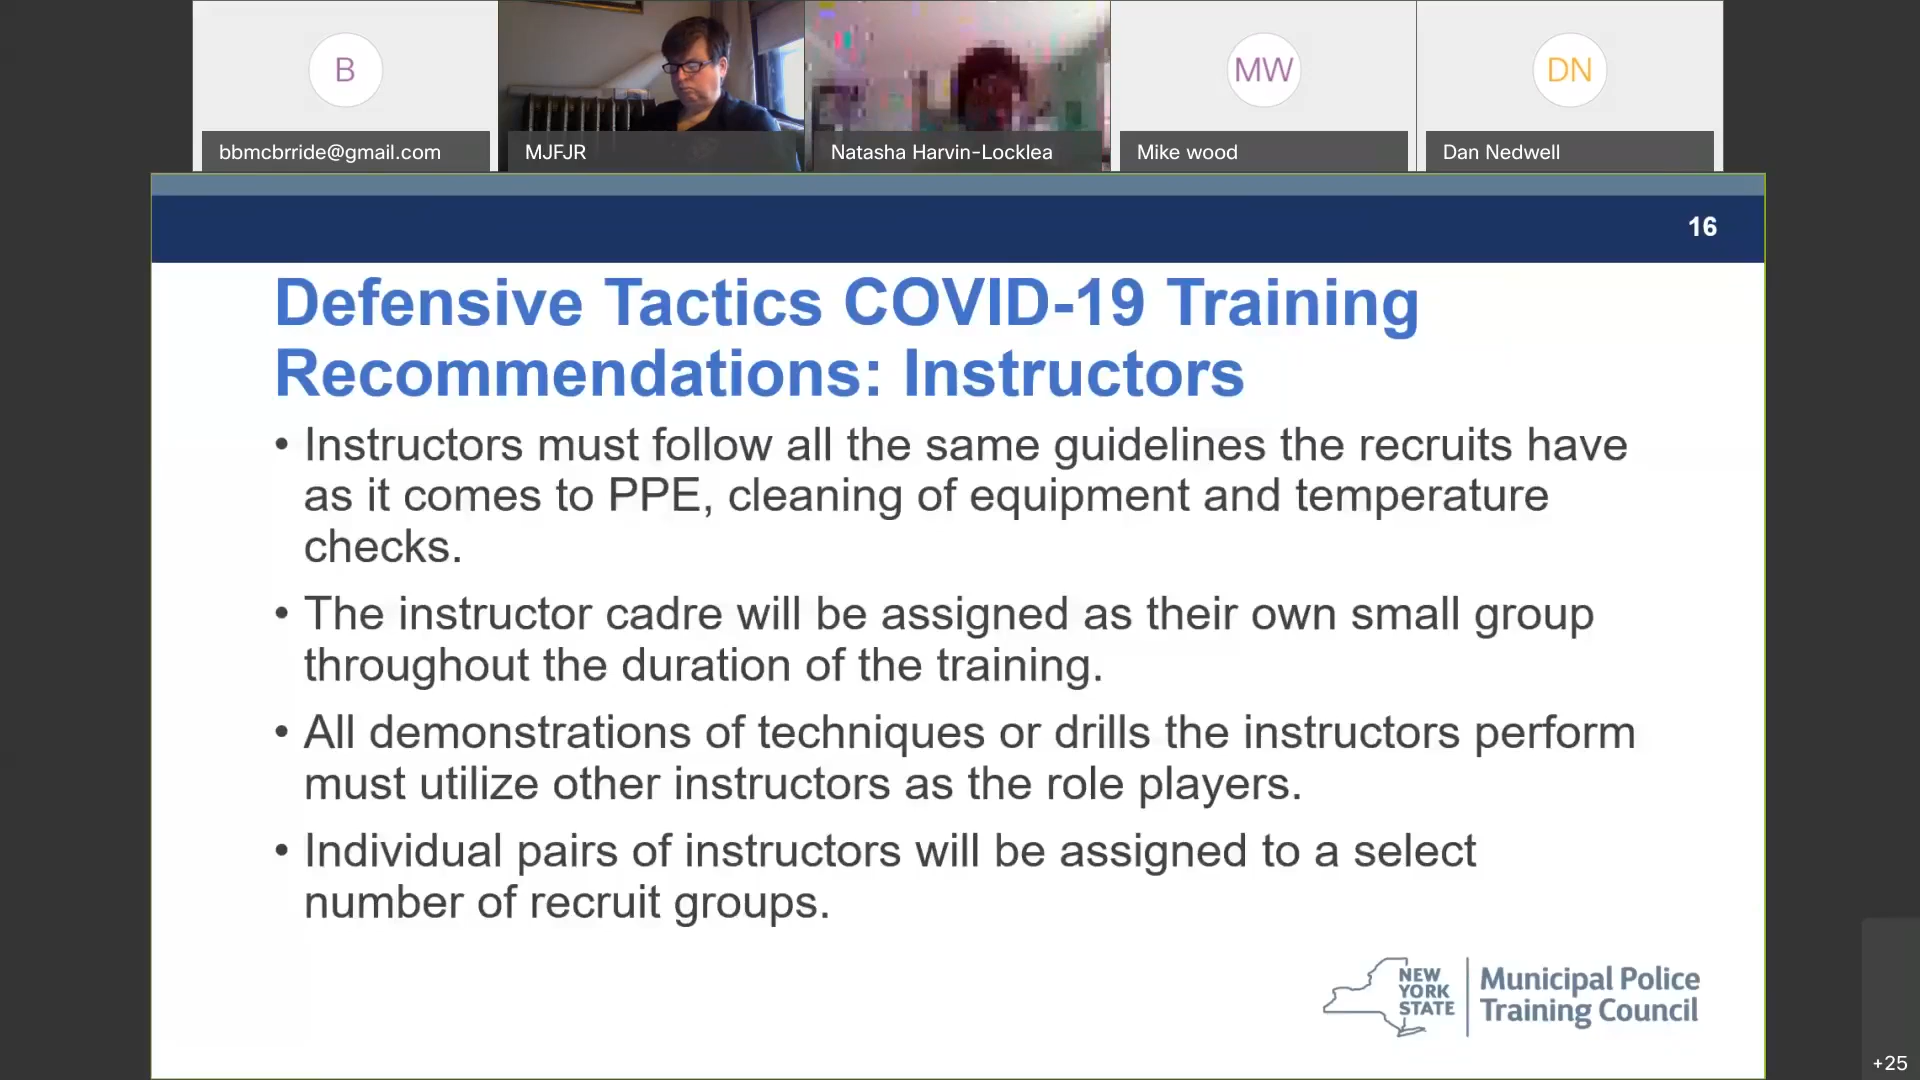 B
MW
DN
bbmcbrride@gmail.com
MJFJR
Natasha Harvin-Locklea
Mike wood
Dan Nedwell
16
Defensive Tactics COVID-19 Training
Recommendations: Instructors
• Instructors must follow all the same guidelines the recruits have
as it comes to PPE, cleaning of equipment and temperature
checks.
• The instructor cadre will be assigned as their own small group
throughout the duration of the training.
• All demonstrations of techniques or drills the instructors perform
must utilize other instructors as the role players.
• Individual pairs of instructors will be assigned to a select
number of recruit groups.
NEW
YORK
STATE
Municipal Police
Training Council
+25